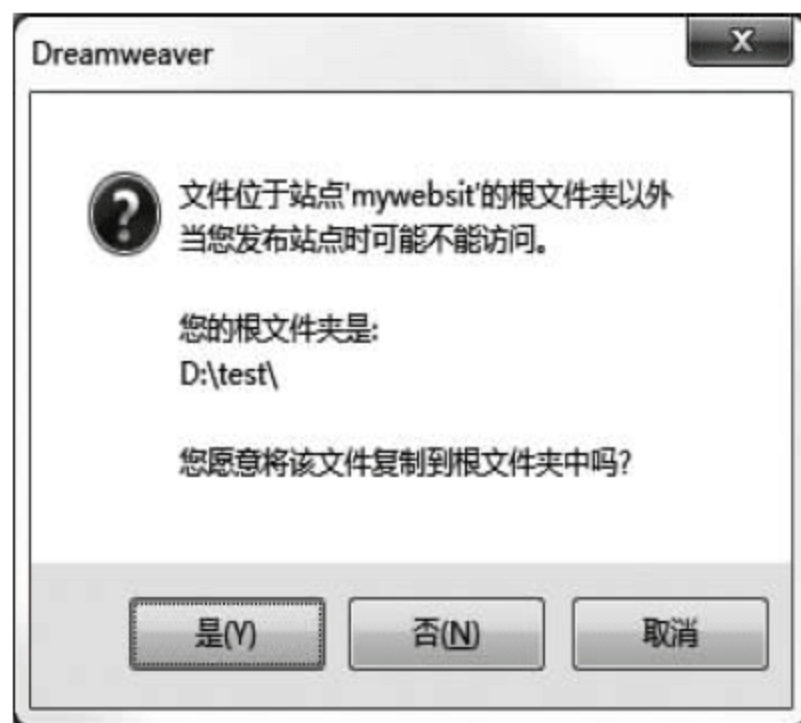 Dreamweaver
X
文件位于站点'mywebsit'的根文件夹以外
当您发布站点时可能不能访问。
您的根文件夹是:
D:\test\
您愿意将该文件复制到根文件夹中吗?
是(Y)
否(N)
取消